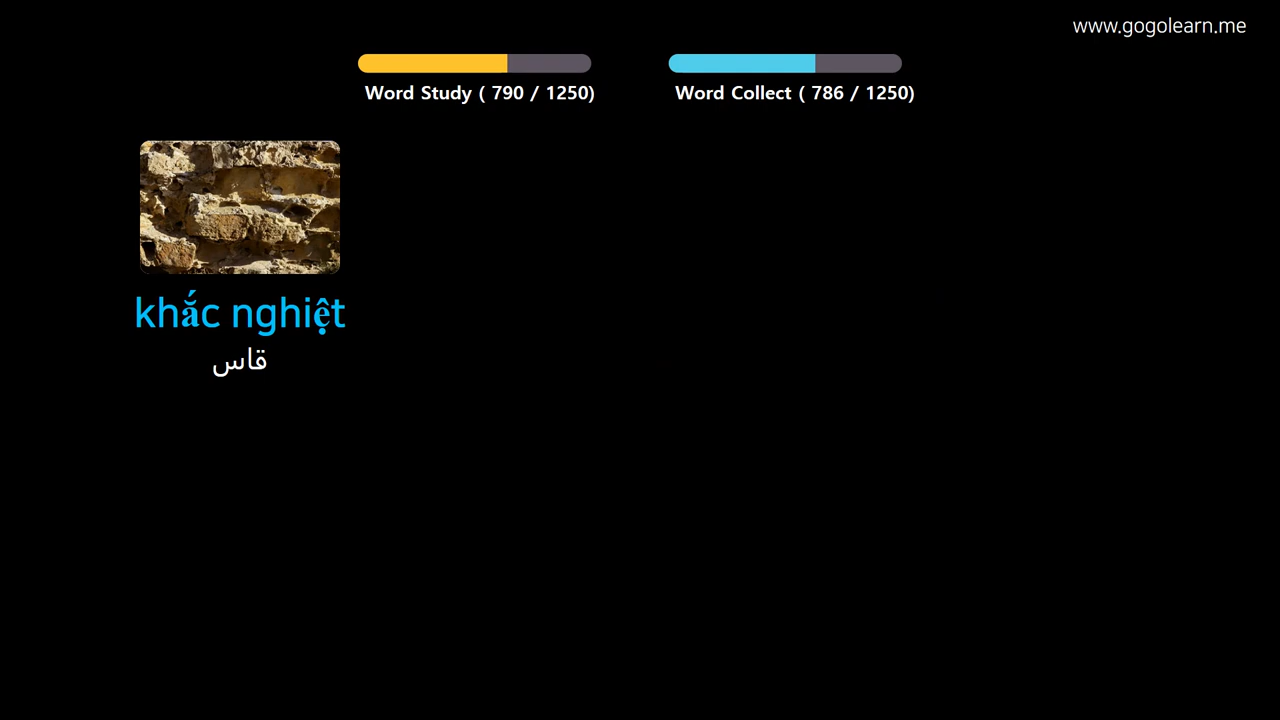 www.gogolearn.me
Word Study ( 790 / 1250)
Word Collect ( 786 / 1250)
khắc nghiệt
قاس